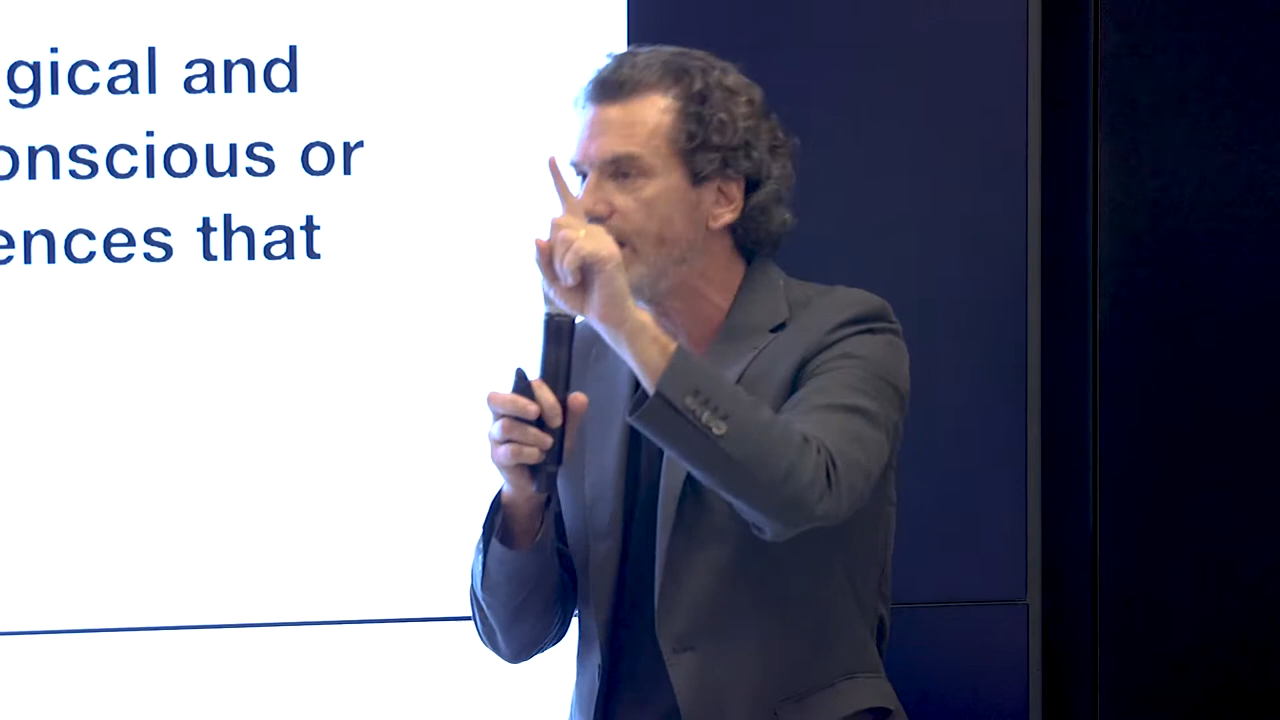 gical and
onscious or
ences that